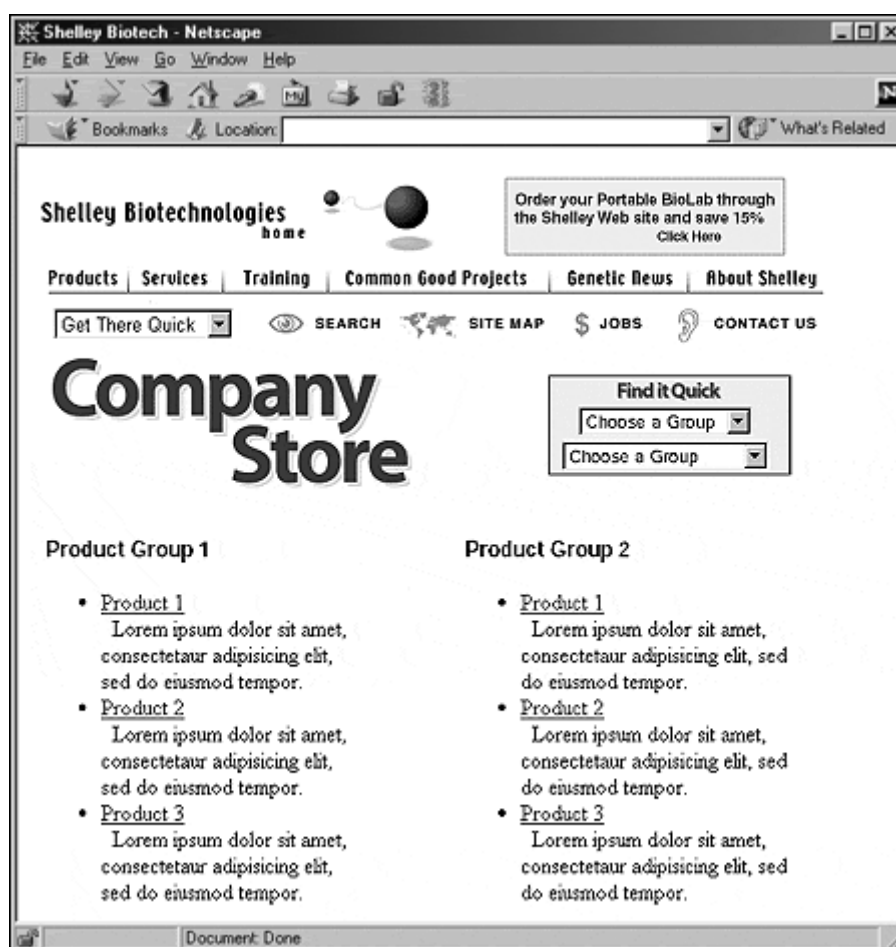 Shelley Biotech - Netscape
File Edit View Go Window Help
My N
Bookmarks Location: What's Related
Shelley Biotechnologies
home
Order your Portable BioLab through
the Shelley Web site and save 15%
Click Here
Products Services Training Common Good Projects Genetic News About Shelley
Get There Quick SEARCH SITE MAP $ JOBS CONTACT US
Company
Store
Find it Quick
Choose a Group
Choose a Group
Product Group 1
• Product 1
Lorem ipsum dolor sit amet,
consectetaur adipisicing elit,
sed do eiusmod tempor.
• Product 2
Lorem ipsum dolor sit amet,
consectetaur adipisicing elit,
sed do eiusmod tempor.
• Product 3
Lorem ipsum dolor sit amet,
consectetaur adipisicing elit,
sed do eiusmod tempor.
Product Group 2
• Product 1
Lorem ipsum dolor sit amet,
consectetaur adipisicing elit, sed
do eiusmod tempor.
• Product 2
Lorem ipsum dolor sit amet,
consectetaur adipisicing elit, sed
do eiusmod tempor.
• Product 3
Lorem ipsum dolor sit amet,
consectetaur adipisicing elit, sed
do eiusmod tempor.
Document: Done